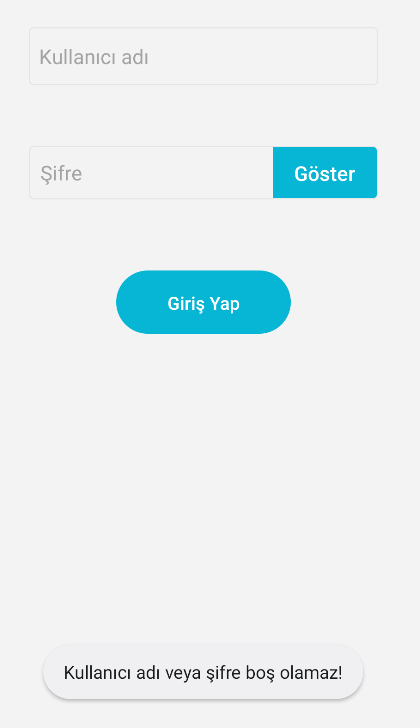 Kullanıcı adı
Şifre
Göster
Giriş Yap
Kullanıcı adı veya şifre boş olamaz!